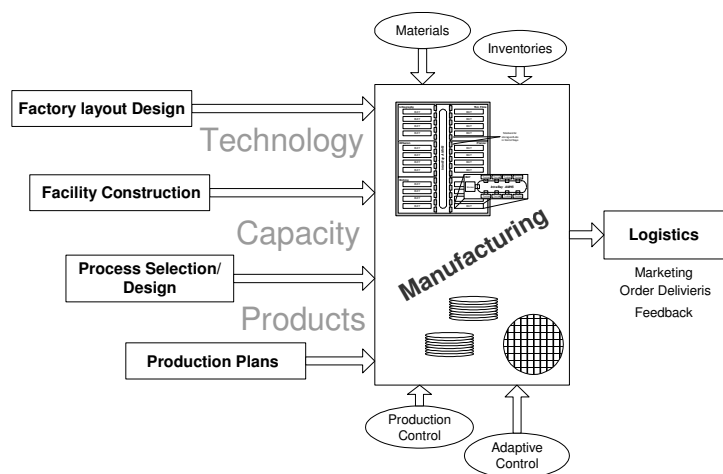 Materials
Inventories
Factory layout Design
Technology
Facility Construction
Capacity
Process Selection/
Design
Products
Production Plans
Manufacturing
Logistics
Marketing
Order Delivieris
Feedback
Production
Control
Adaptive
Control